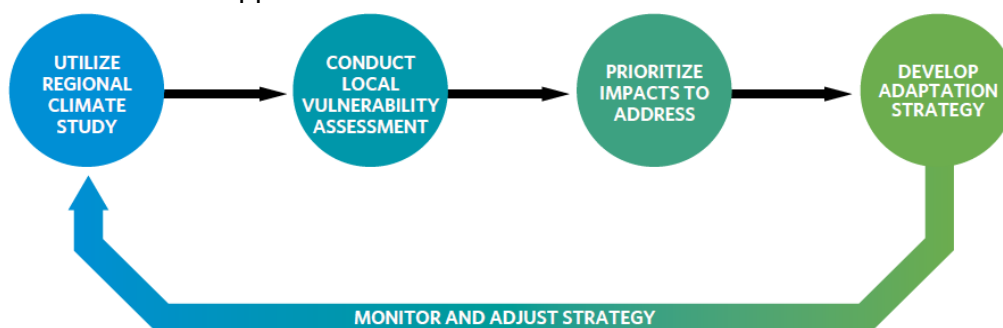 UTILIZE
REGIONAL
CLIMATE
STUDY
CONDUCT
LOCAL
VULNERABILITY
ASSESSMENT
PRIORITIZE
IMPACTS TO
ADDRESS
DEVELOP
ADAPTATION
STRATEGY
MONITOR AND ADJUST STRATEGY